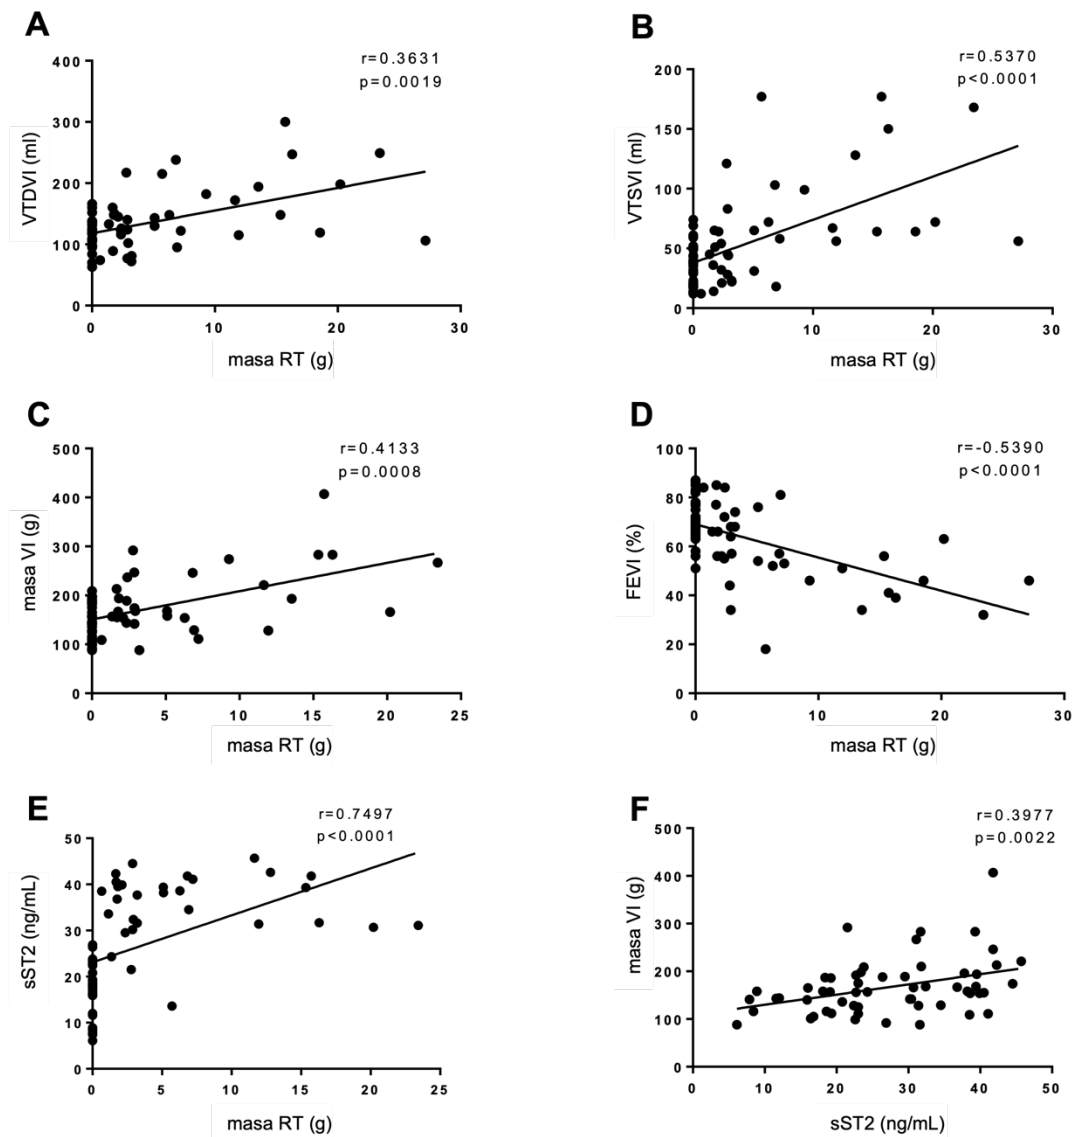 A
r=0.3631
p=0.0019
400
300
200
100
0
VTDVI (ml)
0 10 20 30
masa RT (g)
B
r=0.5370
p<0.0001
200
150
100
50
0
VTSVI (ml)
0 10 20 30
masa RT (g)
C
r=0.4133
p=0.0008
500
400
300
200
100
0
masa VI (g)
0 5 10 15 20 25
masa RT (g)
D
r=-0.5390
p<0.0001
100
80
60
40
20
0
FEVI (%)
0 10 20 30
masa RT (g)
E
r=0.7497
p<0.0001
50
40
30
20
10
0
sST2 (ng/mL)
0 5 10 15 20 25
masa RT (g)
F
r=0.3977
p=0.0022
500
400
300
200
100
0
masa VI (g)
0 10 20 30 40 50
sST2 (ng/mL)